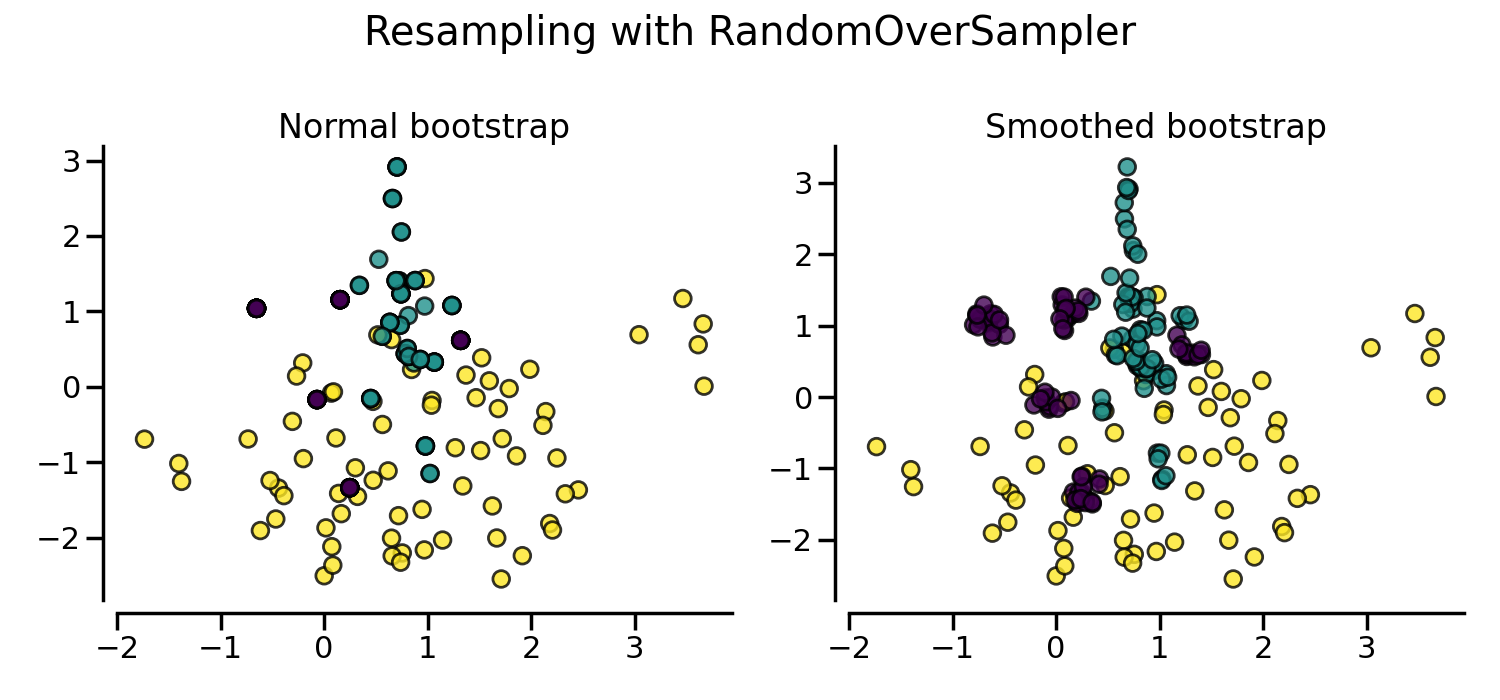 Resampling with RandomOverSampler
Normal bootstrap
3
2
1
0
−1
−2
−2 −1 0 1 2 3
Smoothed bootstrap
3
2
1
0
−1
−2
−2 −1 0 1 2 3